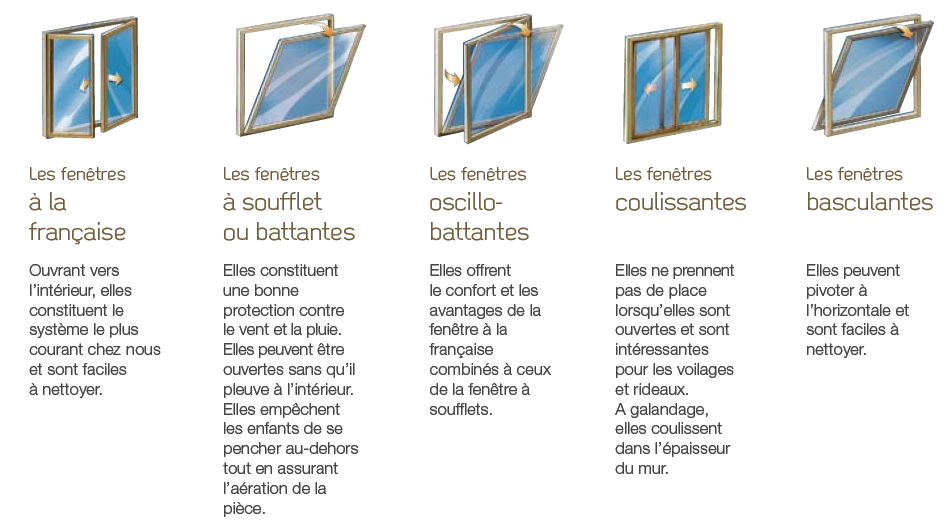 Les fenêtres
à la
française
Ouvrant vers
l’intérieur, elles
constituent le
système le plus
courant chez nous
et sont faciles
à nettoyer.
Les fenêtres
à soufflet
ou battantes
Elles constituent
une bonne
protection contre
le vent et la pluie.
Elles peuvent être
ouvertes sans qu’il
pleuve à l’intérieur.
Elles empêchent
les enfants de se
pencher au-dehors
tout en assurant
l’aération de la
pièce.
Les fenêtres
oscillo-
battantes
Elles offrent
le confort et les
avantages de la
fenêtre à la
française
combinés à ceux
de la fenêtre à
soufflets.
Les fenêtres
coulissantes
Elles ne prennent
pas de place
lorsqu’elles sont
ouvertes et sont
intéressantes
pour les voilages
et rideaux.
A galandage,
elles coulissent
dans l’épaisseur
du mur.
Les fenêtres
basculantes
Elles peuvent
pivoter à
l’horizontale et
sont faciles à
nettoyer.